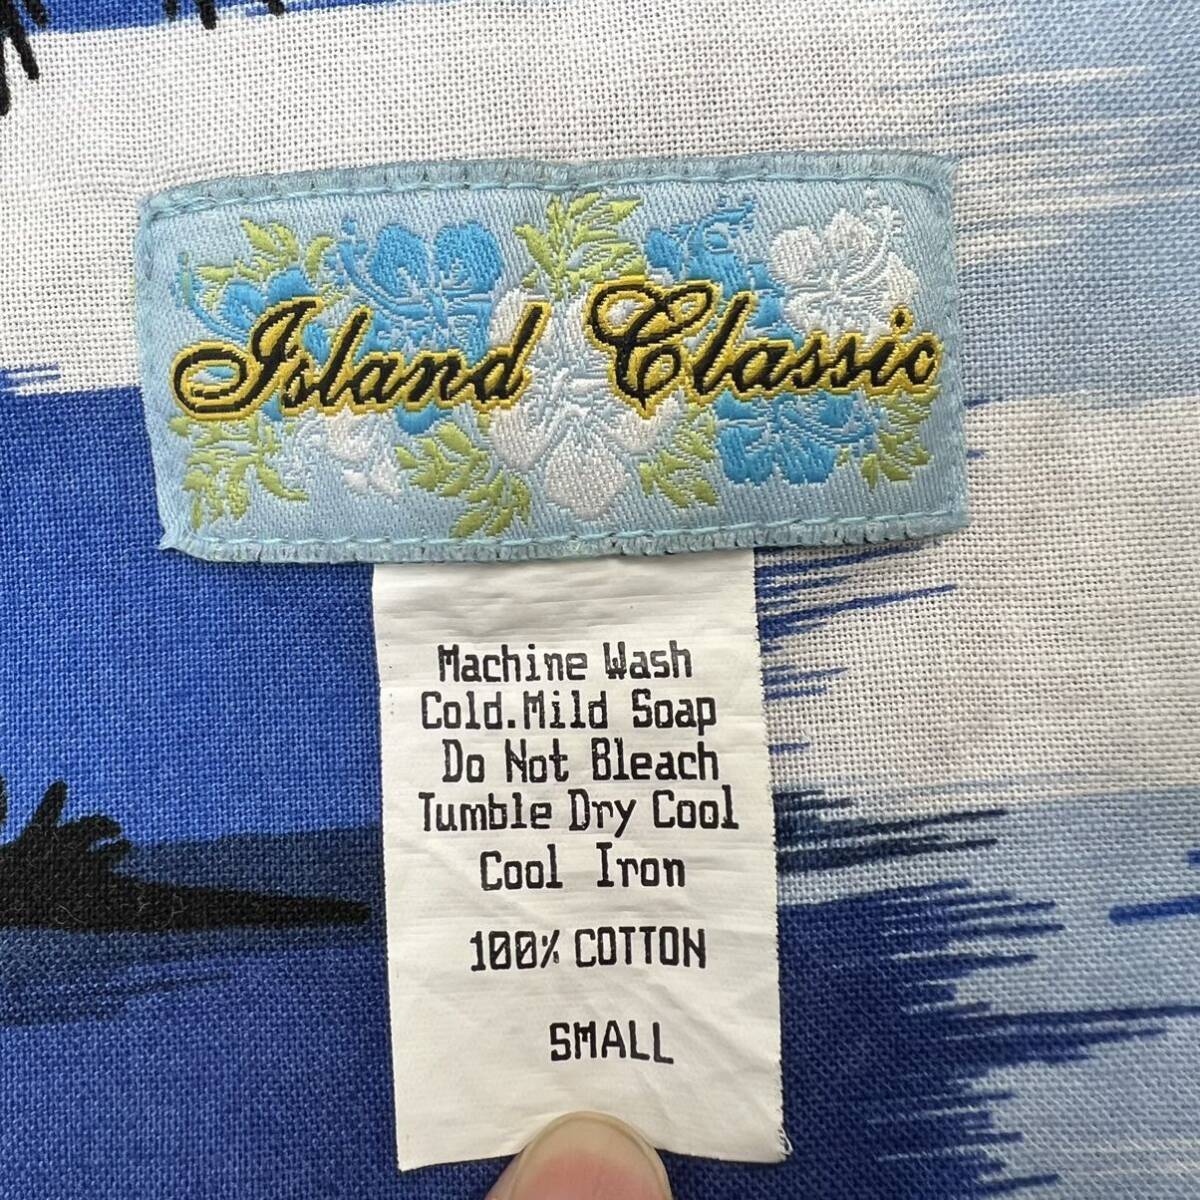 Island Classic
Machine Wash
Cold.Mild Soap
Do Not Bleach
Tumble Dry Cool
Cool Iron
100% COTTON
SMALL